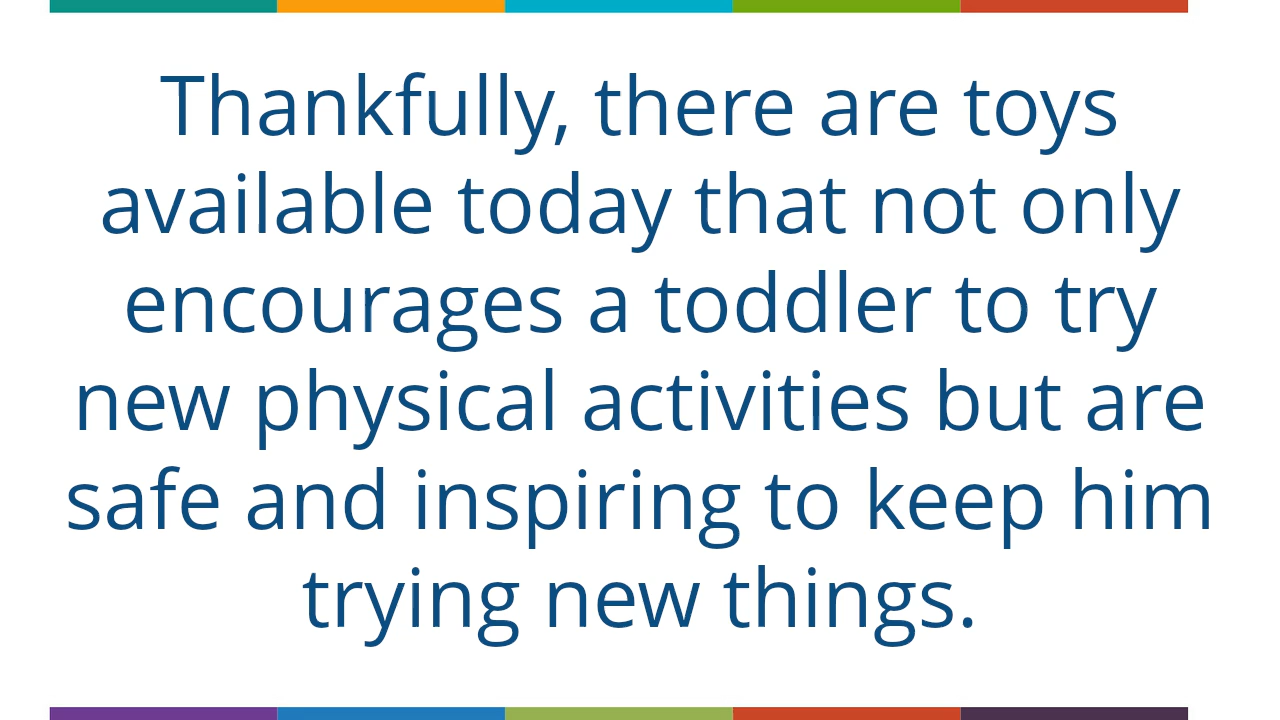 Thankfully, there are toys
available today that not only
encourages a toddler to try
new physical activities but are
safe and inspiring to keep him
trying new things.